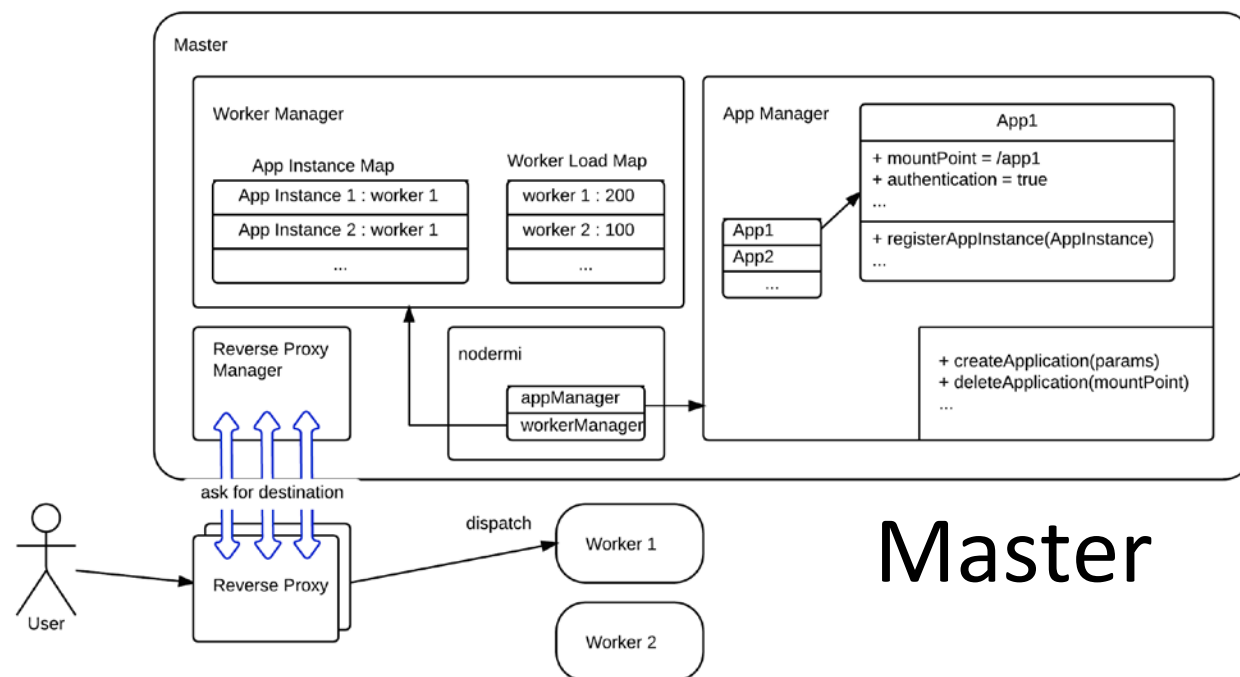 Master
Worker Manager
App Instance Map
App Instance 1 : worker 1
App Instance 2 : worker 1
...
Worker Load Map
worker 1 : 200
worker 2 : 100
...
App Manager
App1
+ mountPoint = /app1
+ authentication = true
...
+ registerAppInstance(AppInstance)
...
App1
App2
...
+ createApplication(params)
+ deleteApplication(mountPoint)
...
Reverse Proxy
Manager
nodermi
appManager
workerManager
ask for destination
User
Reverse Proxy
dispatch
Worker 1
Worker 2
Master